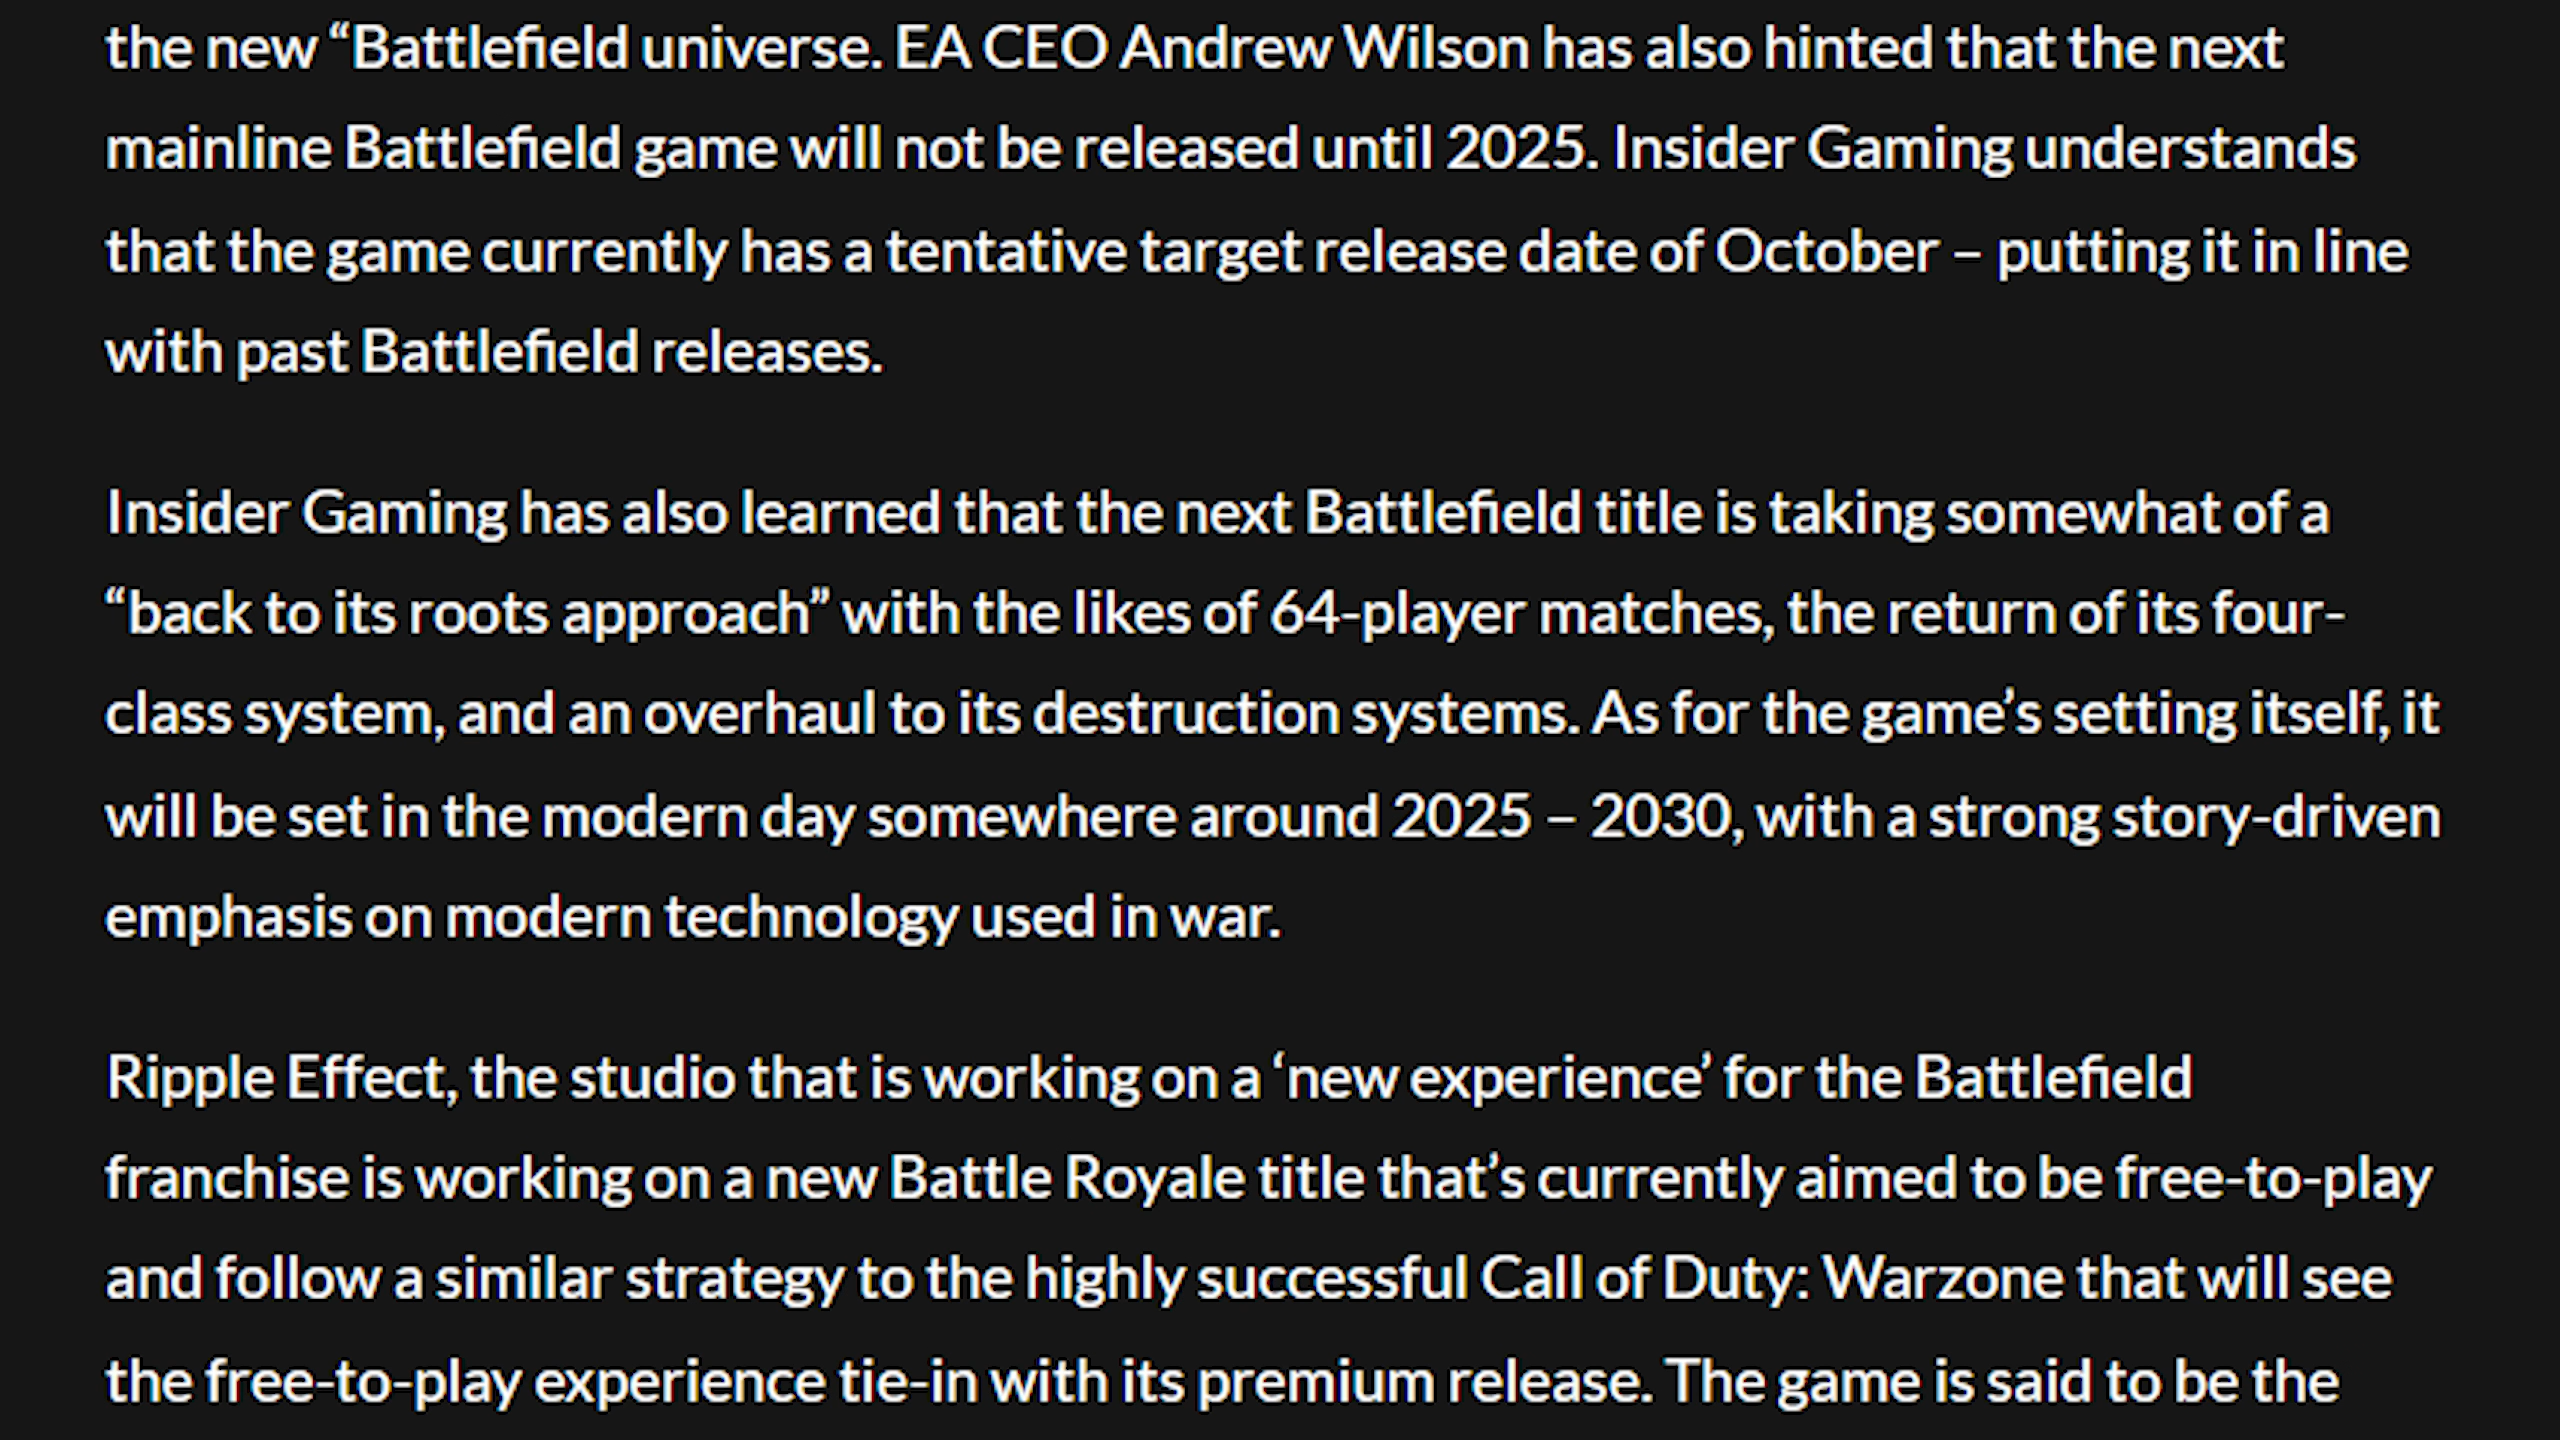 the new “Battlefield universe. EA CEO Andrew Wilson has also hinted that the next
mainline Battlefield game will not be released until 2025. Insider Gaming understands
that the game currently has a tentative target release date of October – putting it in line
with past Battlefield releases.
Insider Gaming has also learned that the next Battlefield title is taking somewhat of a
“back to its roots approach” with the likes of 64-player matches, the return of its four-
class system, and an overhaul to its destruction systems. As for the game’s setting itself, it
will be set in the modern day somewhere around 2025 – 2030, with a strong story-driven
emphasis on modern technology used in war.
Ripple Effect, the studio that is working on a ‘new experience’ for the Battlefield
franchise is working on a new Battle Royale title that’s currently aimed to be free-to-play
and follow a similar strategy to the highly successful Call of Duty: Warzone that will see
the free-to-play experience tie-in with its premium release. The game is said to be the